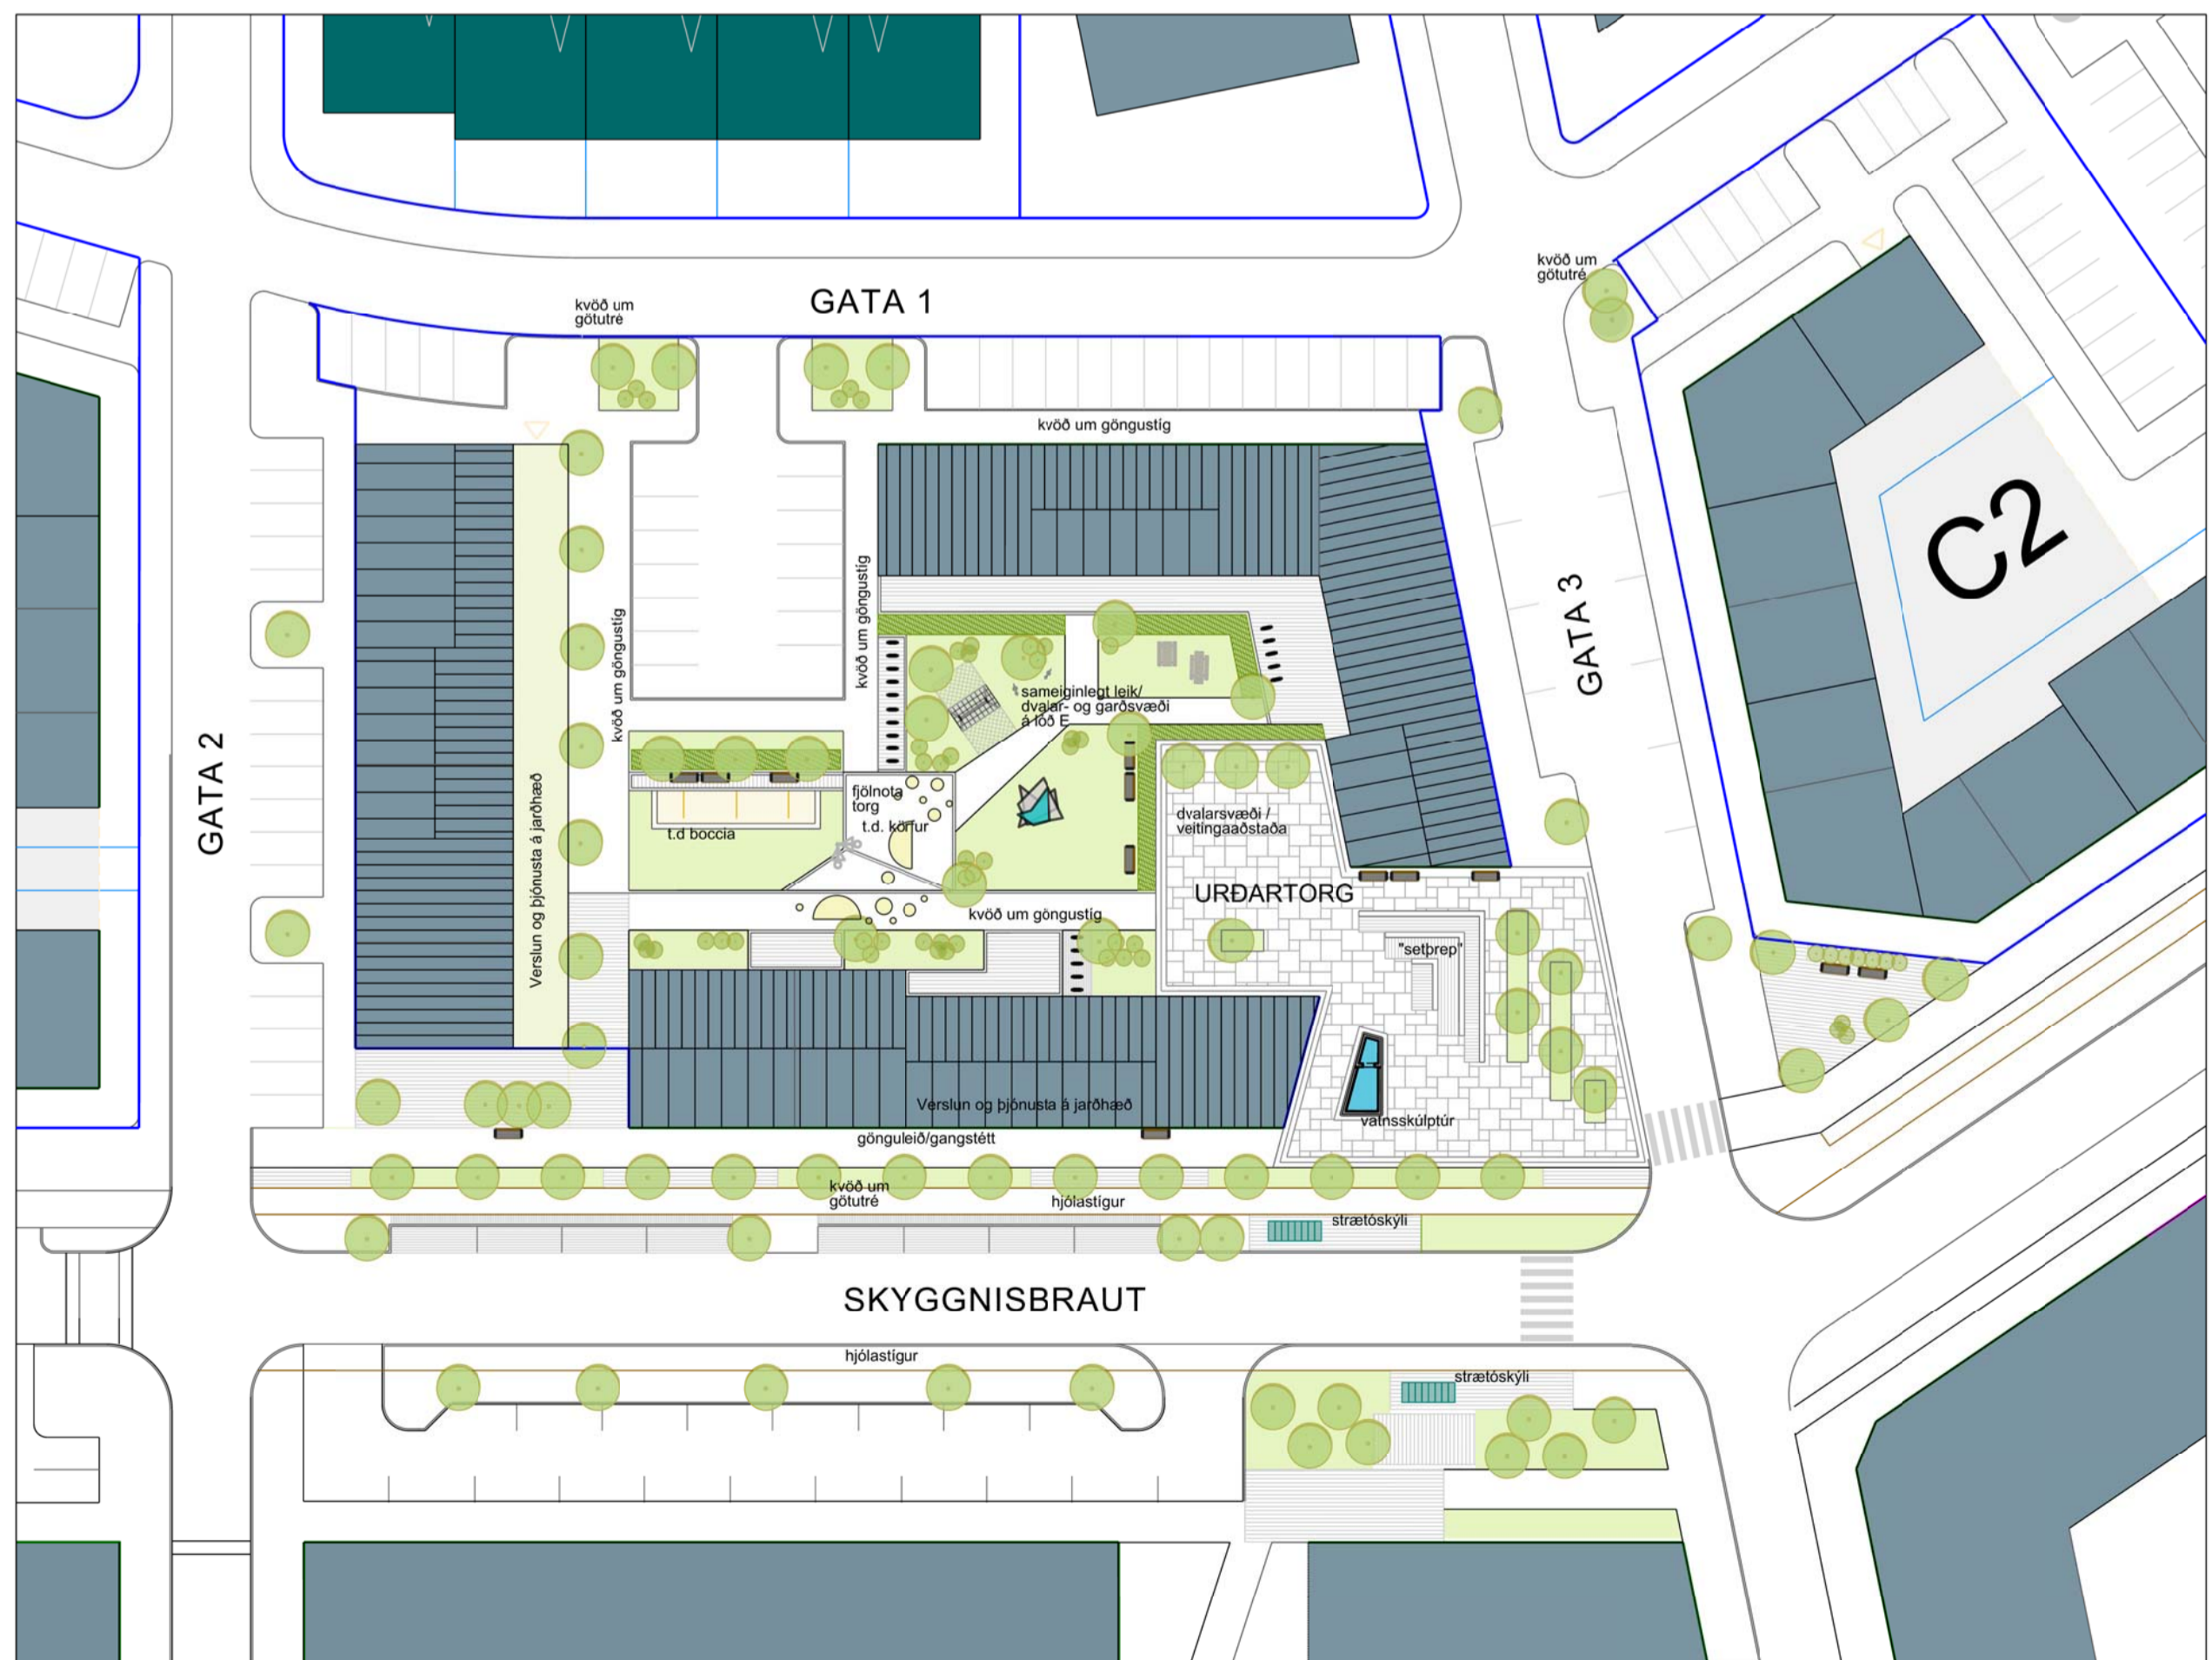 kvöð um
götutré
GATA 1
kvöð um
götutré
kvöð um göngustíg
C2
GATA 3
kvöð um göngustíg
kvöð um göngustíg
sameiginlegt leik/
dvalar- og garðsvæði
á lóð E
GATA 2
Verslun og þjónusta á jarðhæð
fjölnota
torg
t.d. körfur
t.d boccia
dvalarsvæði /
veitingaaðstaða
URÐARTORG
kvöð um göngustíg
"setþrep"
Verslun og þjónusta á jarðhæð
vatnsskúlptúr
gönguleið/gangstétt
kvöð um
götutré
hjólastígur
strætóskýli
SKYGGNISBRAUT
hjólastígur
strætóskýli